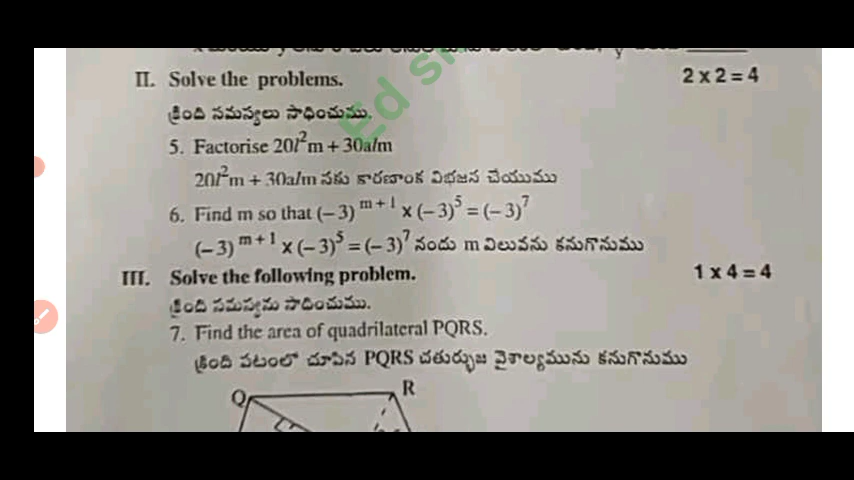 II. Solve the problems. 2 x 2 = 4
క్రింది సమస్యలు సాధించుము.
Ed
5. Factorise 20l²m + 30alm
20l²m + 30alm నకు కారణాంక విభజన చేయుము
6. Find m so that (–3)^m+1 x (–3)⁵ = (–3)⁷
(–3)^m+1 x (–3)⁵ = (–3)⁷ నందు m విలువను కనుగొనుము
III. Solve the following problem. 1 x 4 = 4
క్రింది సమస్యను సాధించుము.
7. Find the area of quadrilateral PQRS.
క్రింది పటంలో చూపిన PQRS చతుర్భుజ వైశాల్యమును కనుగొనుము
Q R